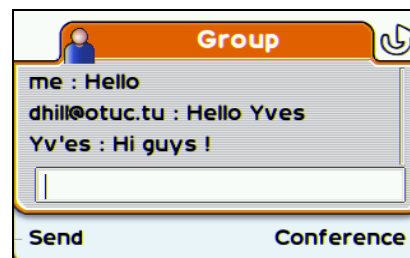 Group
me : Hello
dhill@otuc.tu : Hello Yves
Yv'es : Hi guys !
Send Conference